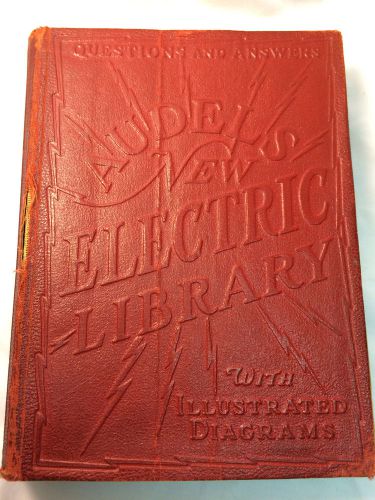 QUESTIONS AND ANSWERS
AUDELS
NEW
ELECTRIC
LIBRARY
WITH
ILLUSTRATED
DIAGRAMS